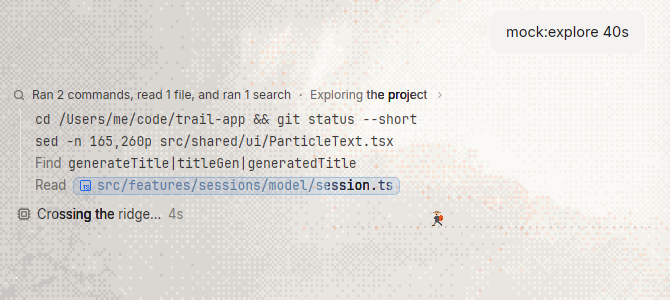 mock:explore 40s
Ran 2 commands, read 1 file, and ran 1 search · Exploring the project
cd /Users/me/code/trail-app && git status --short
sed -n 165,260p src/shared/ui/ParticleText.tsx
Find generateTitle|titleGen|generatedTitle
Read TS src/features/sessions/model/session.ts
Crossing the ridge... 4s